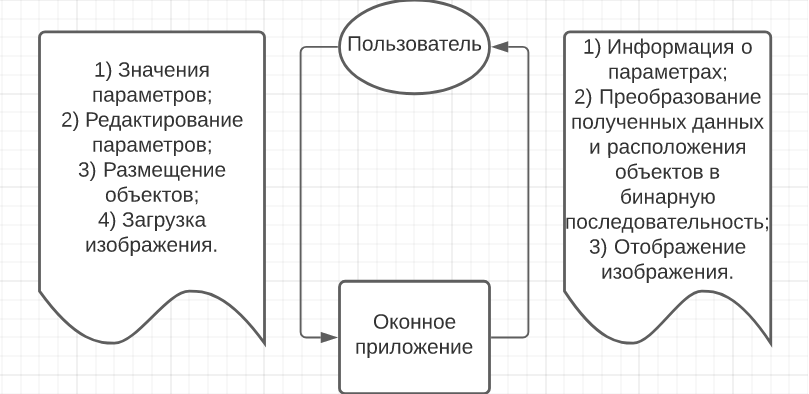 1) Значения
параметров;
2) Редактирование
параметров;
3) Размещение
объектов;
4) Загрузка
изображения.
Пользователь
Оконное
приложение
1) Информация о
параметрах;
2) Преобразование
полученных данных
и расположения
объектов в
бинарную
последовательность;
3) Отображение
изображения.